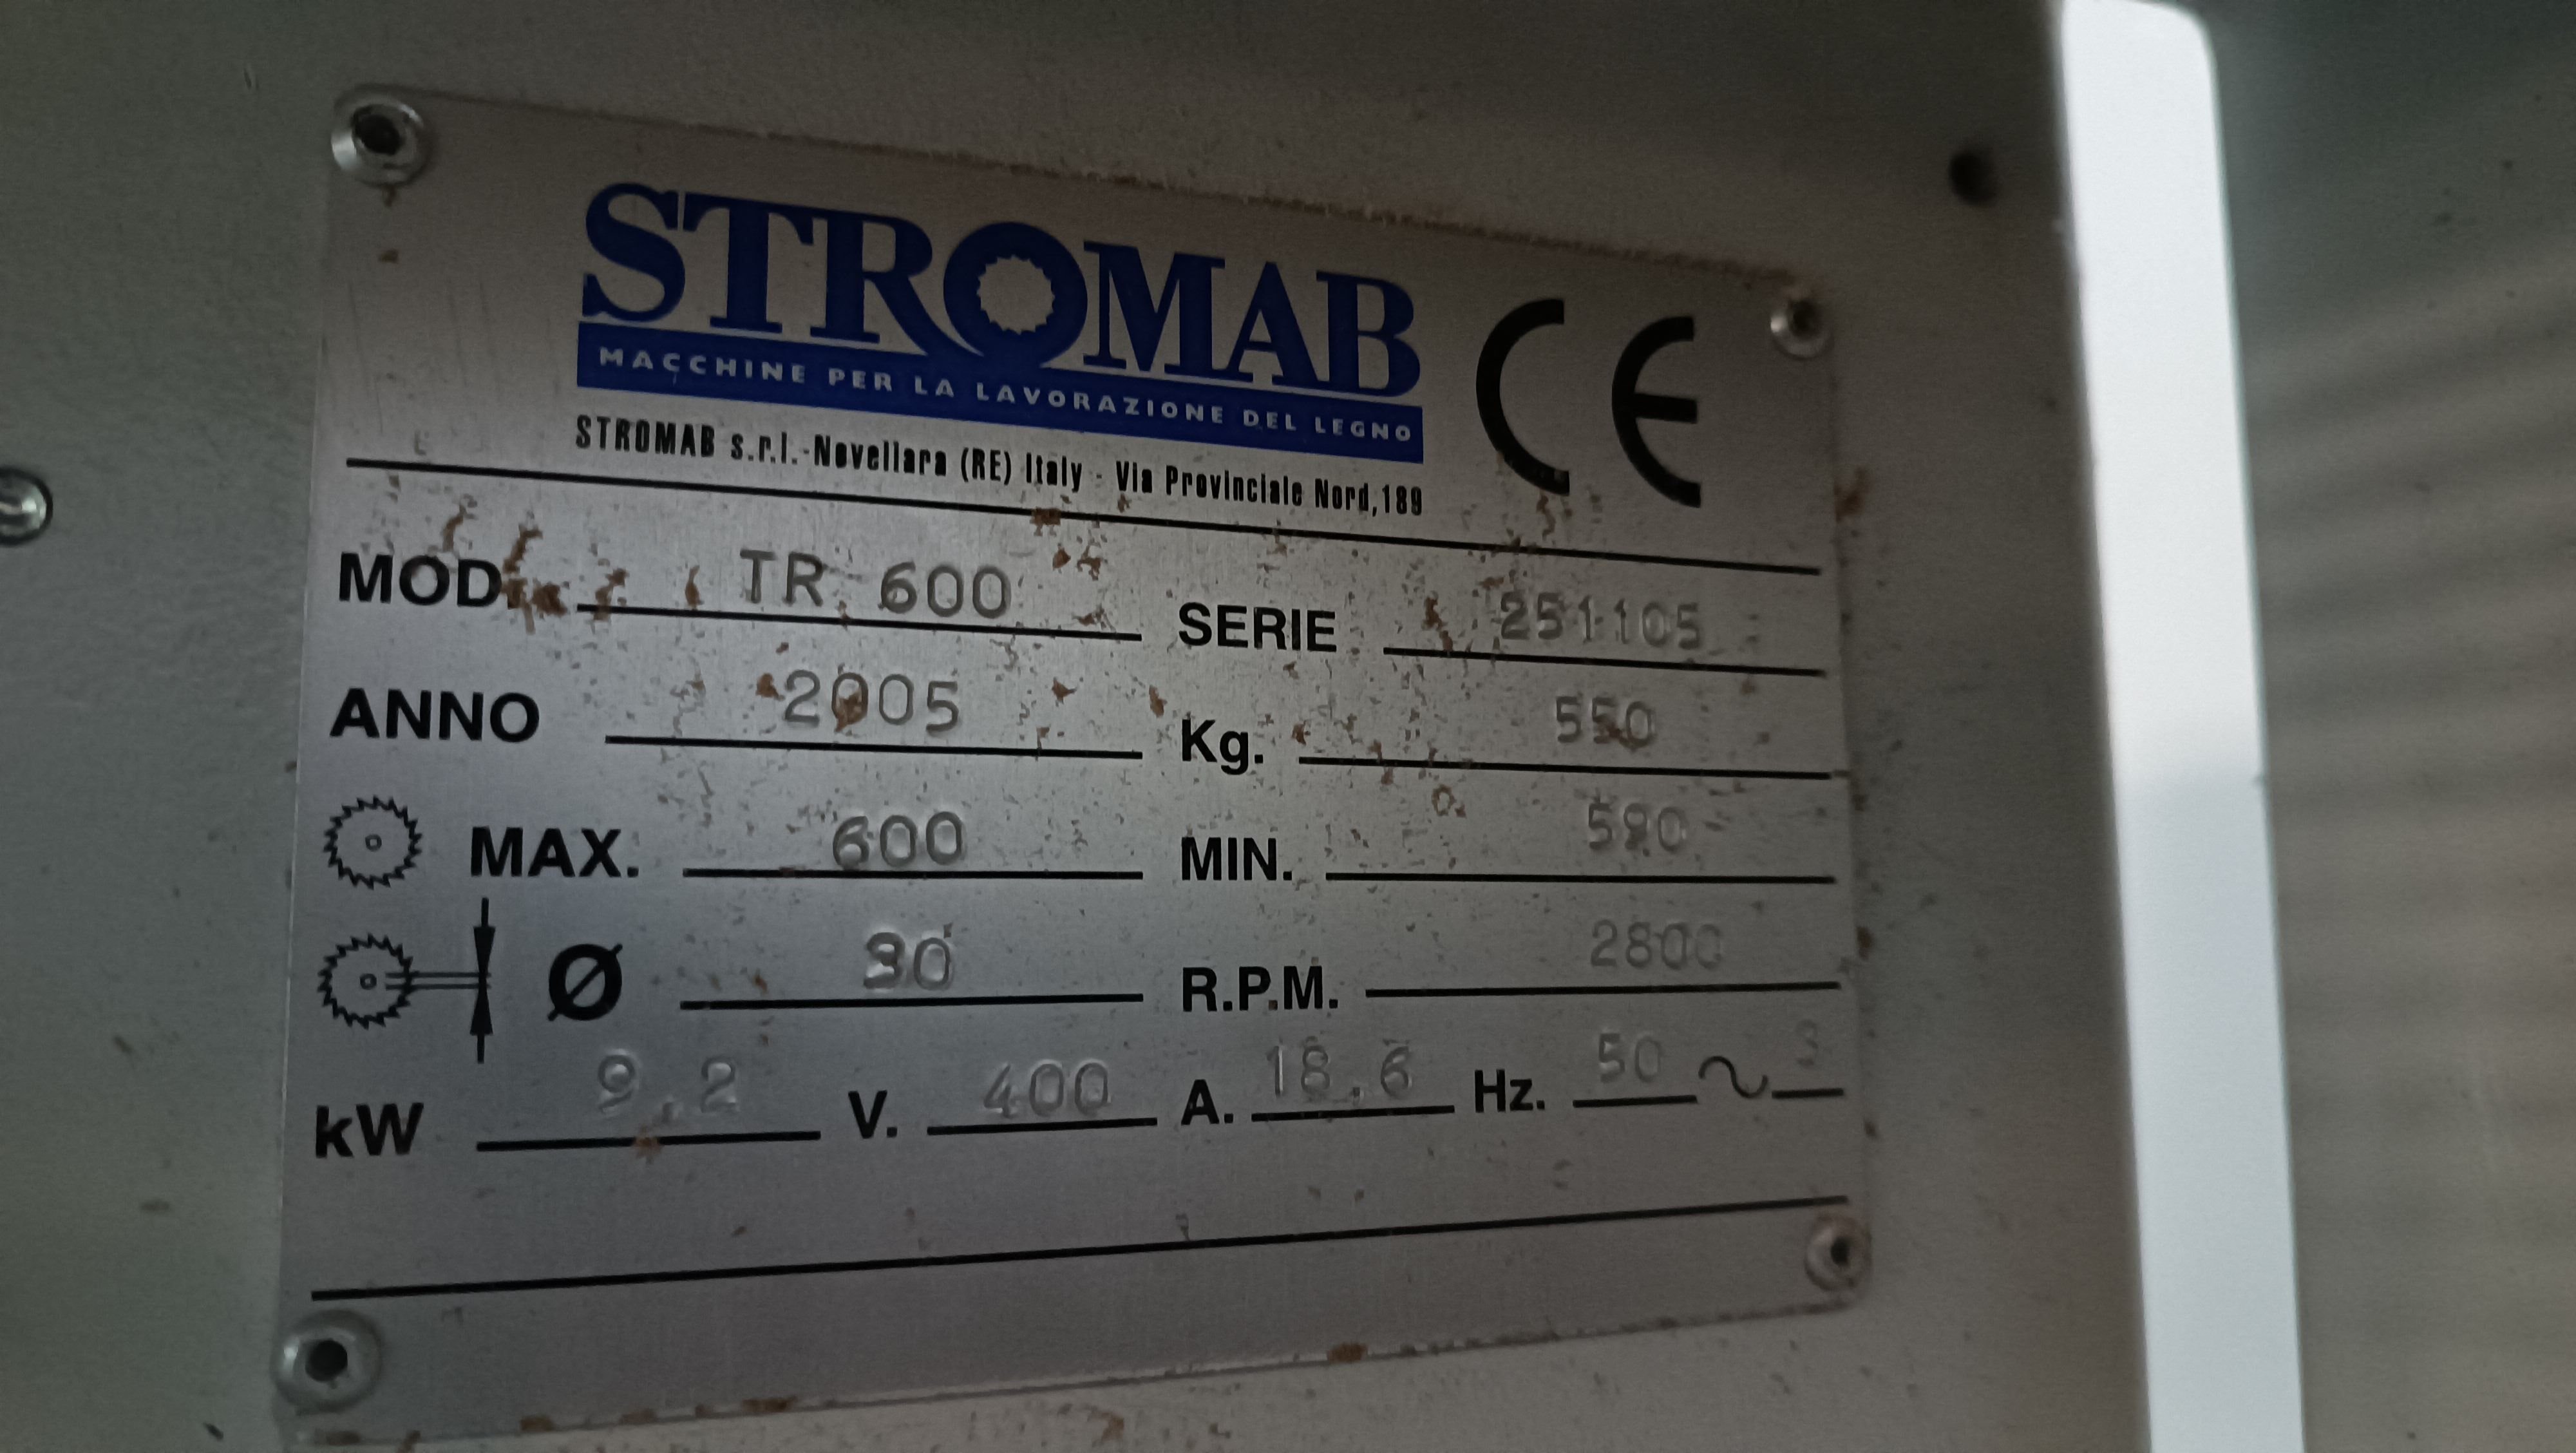 STROMAB
MACCHINE PER LA LAVORAZIONE DEL LEGNO
STROMAB s.r.l.-Novellara (RE) Italy - Via Provinciale Nord,189
CE
MOD. TR. 600 SERIE 251105
ANNO 2005 Kg. 550
MAX. 600 MIN. 590
Ø 30 R.P.M. 2800
kW 9,2 V. 400 A. 18,6 Hz. 50 ~ 3